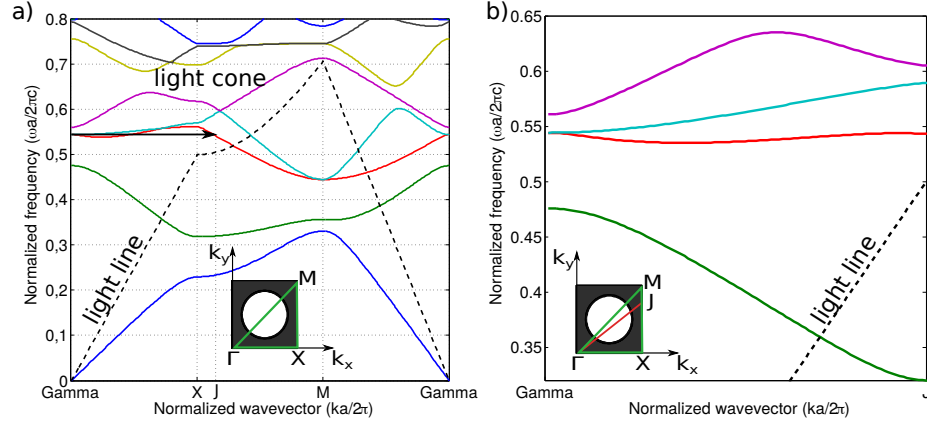 a)
Normalized frequency (ωa/2πc)
0.8
0,7
0.6
0,5
0.4
0,3
0.2
0,1
0
light cone
light line
k_y
M
Γ
X
k_x
Gamma X J M Gamma
Normalized wavevector (ka/2π)
b)
Normalized frequency (ωa/2πc)
0.65
0.6
0.55
0.5
0.45
0.4
0.35
light line
k_y
M
J
Γ
X
k_x
Gamma J
Normalized wavevector (ka/2π)